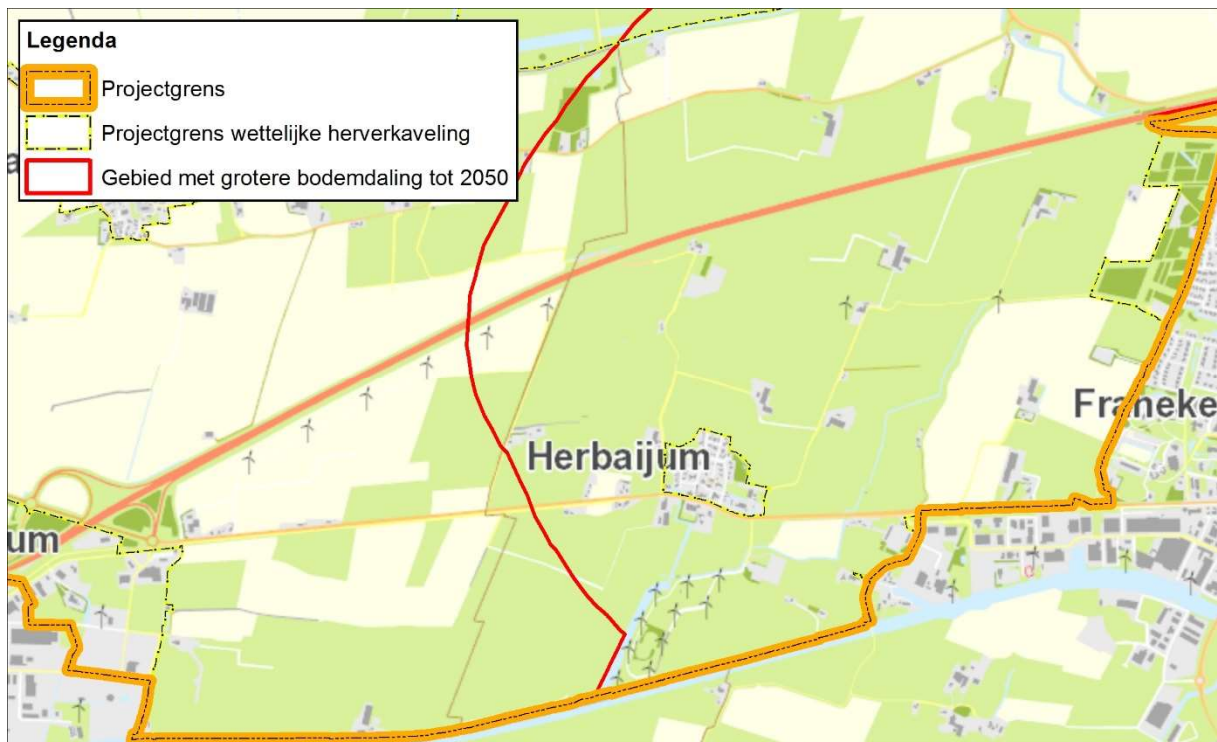 Legenda
Projectgrens
Projectgrens wettelijke herverkaveling
Gebied met grotere bodemdaling tot 2050
Franeke
Herbaijum
um